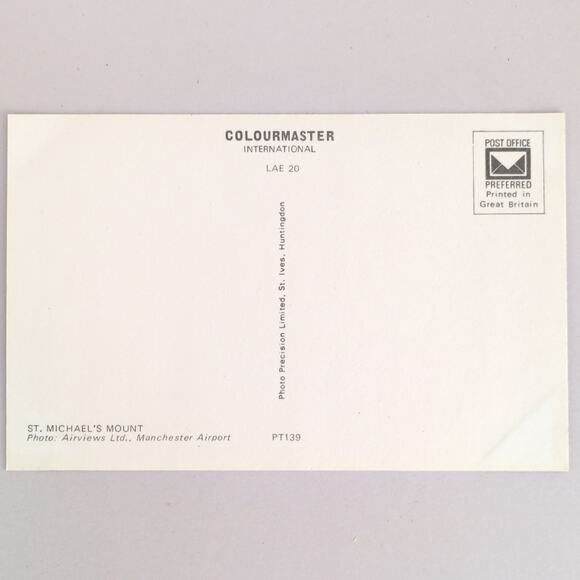 COLOURMASTER
INTERNATIONAL
LAE 20
POST OFFICE
PREFERRED
Printed in
Great Britain
Photo Precision Limited, St. Ives, Huntingdon
ST. MICHAEL'S MOUNT
Photo: Airviews Ltd., Manchester Airport PT139